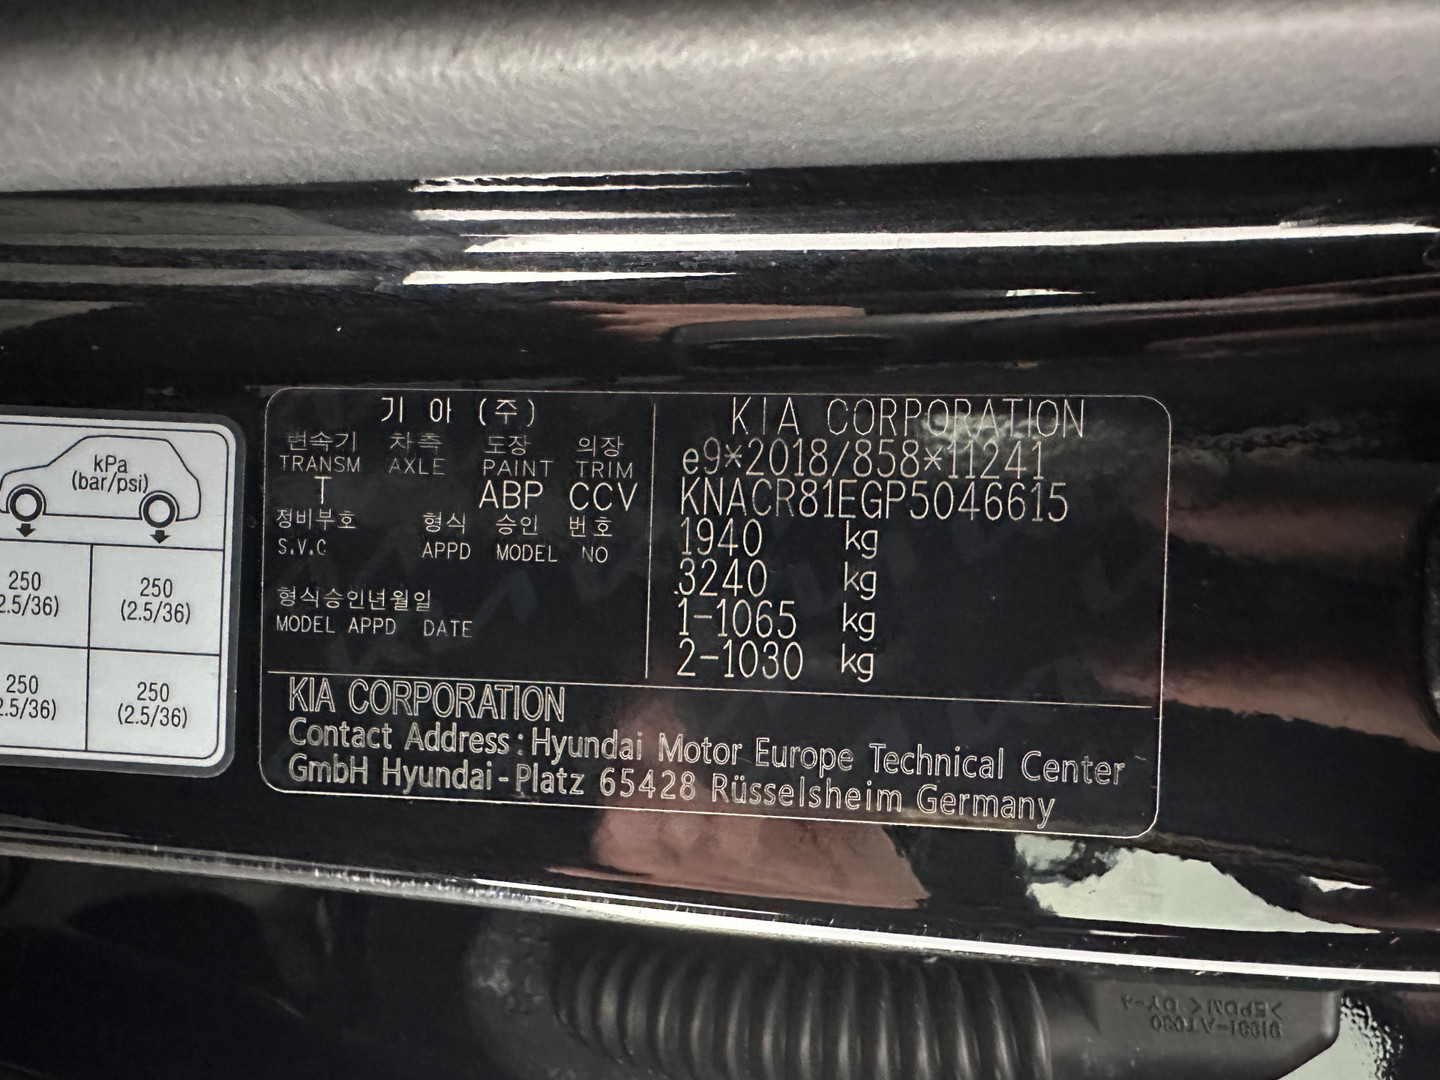 kPa
(bar/psi)
250 250
2.5/36) (2.5/36)
250 250
2.5/36) (2.5/36)
기 아 (주)
변속기 차축 도장 의장
TRANSM AXLE PAINT TRIM
T ABP CCV
정비부호 형식 승인 번호
S.V.C APPD MODEL NO
형식승인년월일
MODEL APPD DATE
KIA CORPORATION
e9*2018/858*11241
KNACR81EGP5046615
1940 kg
3240 kg
1-1065 kg
2-1030 kg
KIA CORPORATION
Contact Address : Hyundai Motor Europe Technical Center
GmbH Hyundai-Platz 65428 Rüsselsheim Germany
>5PDM< DY-A